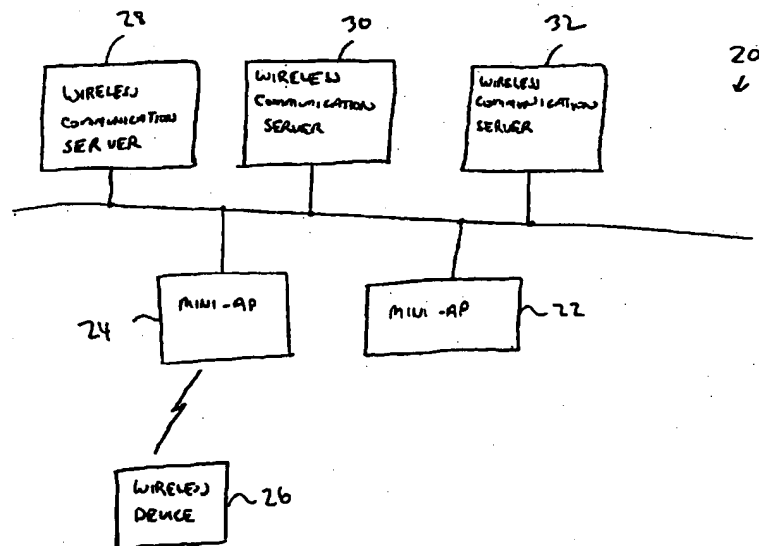 28
30
32
20
WIRELESS
COMMUNICATION
SERVER
WIRELESS
COMMUNICATION
SERVER
WIRELESS
COMMUNICATION
SERVER
24
MINI-AP
MINI-AP
22
WIRELESS
DEVICE
26